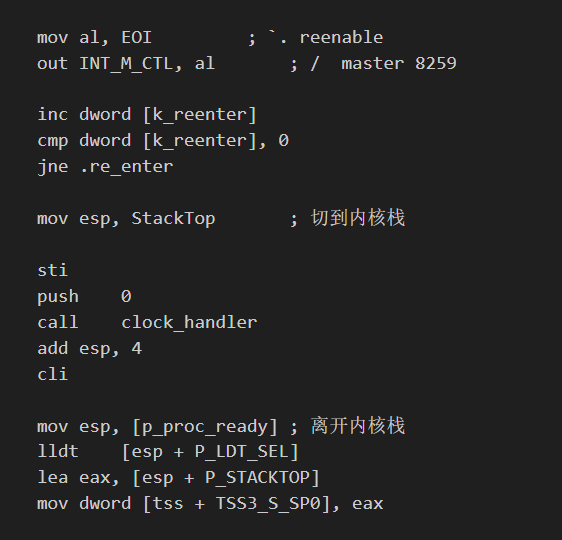 mov al, EOI ; `. reenable
out INT_M_CTL, al ; / master 8259
inc dword [k_reenter]
cmp dword [k_reenter], 0
jne .re_enter
mov esp, StackTop ; 切到内核栈
sti
push 0
call clock_handler
add esp, 4
cli
mov esp, [p_proc_ready] ; 离开内核栈
lldt [esp + P_LDT_SEL]
lea eax, [esp + P_STACKTOP]
mov dword [tss + TSS3_S_SP0], eax